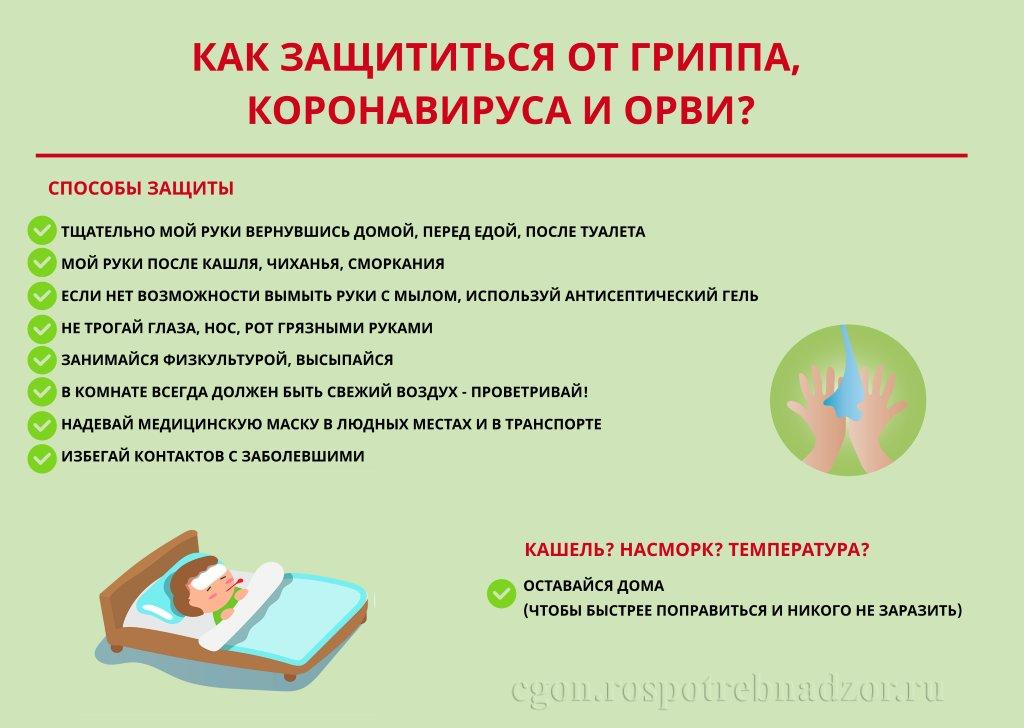 КАК ЗАЩИТИТЬСЯ ОТ ГРИППА,
КОРОНАВИРУСА И ОРВИ?
СПОСОБЫ ЗАЩИТЫ
ТЩАТЕЛЬНО МОЙ РУКИ ВЕРНУВШИСЬ ДОМОЙ, ПЕРЕД ЕДОЙ, ПОСЛЕ ТУАЛЕТА
МОЙ РУКИ ПОСЛЕ КАШЛЯ, ЧИХАНЬЯ, СМОРКАНИЯ
ЕСЛИ НЕТ ВОЗМОЖНОСТИ ВЫМЫТЬ РУКИ С МЫЛОМ, ИСПОЛЬЗУЙ АНТИСЕПТИЧЕСКИЙ ГЕЛЬ
НЕ ТРОГАЙ ГЛАЗА, НОС, РОТ ГРЯЗНЫМИ РУКАМИ
ЗАНИМАЙСЯ ФИЗКУЛЬТУРОЙ, ВЫСЫПАЙСЯ
В КОМНАТЕ ВСЕГДА ДОЛЖЕН БЫТЬ СВЕЖИЙ ВОЗДУХ - ПРОВЕТРИВАЙ!
НАДЕВАЙ МЕДИЦИНСКУЮ МАСКУ В ЛЮДНЫХ МЕСТАХ И В ТРАНСПОРТЕ
ИЗБЕГАЙ КОНТАКТОВ С ЗАБОЛЕВШИМИ
КАШЕЛЬ? НАСМОРК? ТЕМПЕРАТУРА?
ОСТАВАЙСЯ ДОМА
(ЧТОБЫ БЫСТРЕЕ ПОПРАВИТЬСЯ И НИКОГО НЕ ЗАРАЗИТЬ)
cgon.rospotrebnadzor.ru